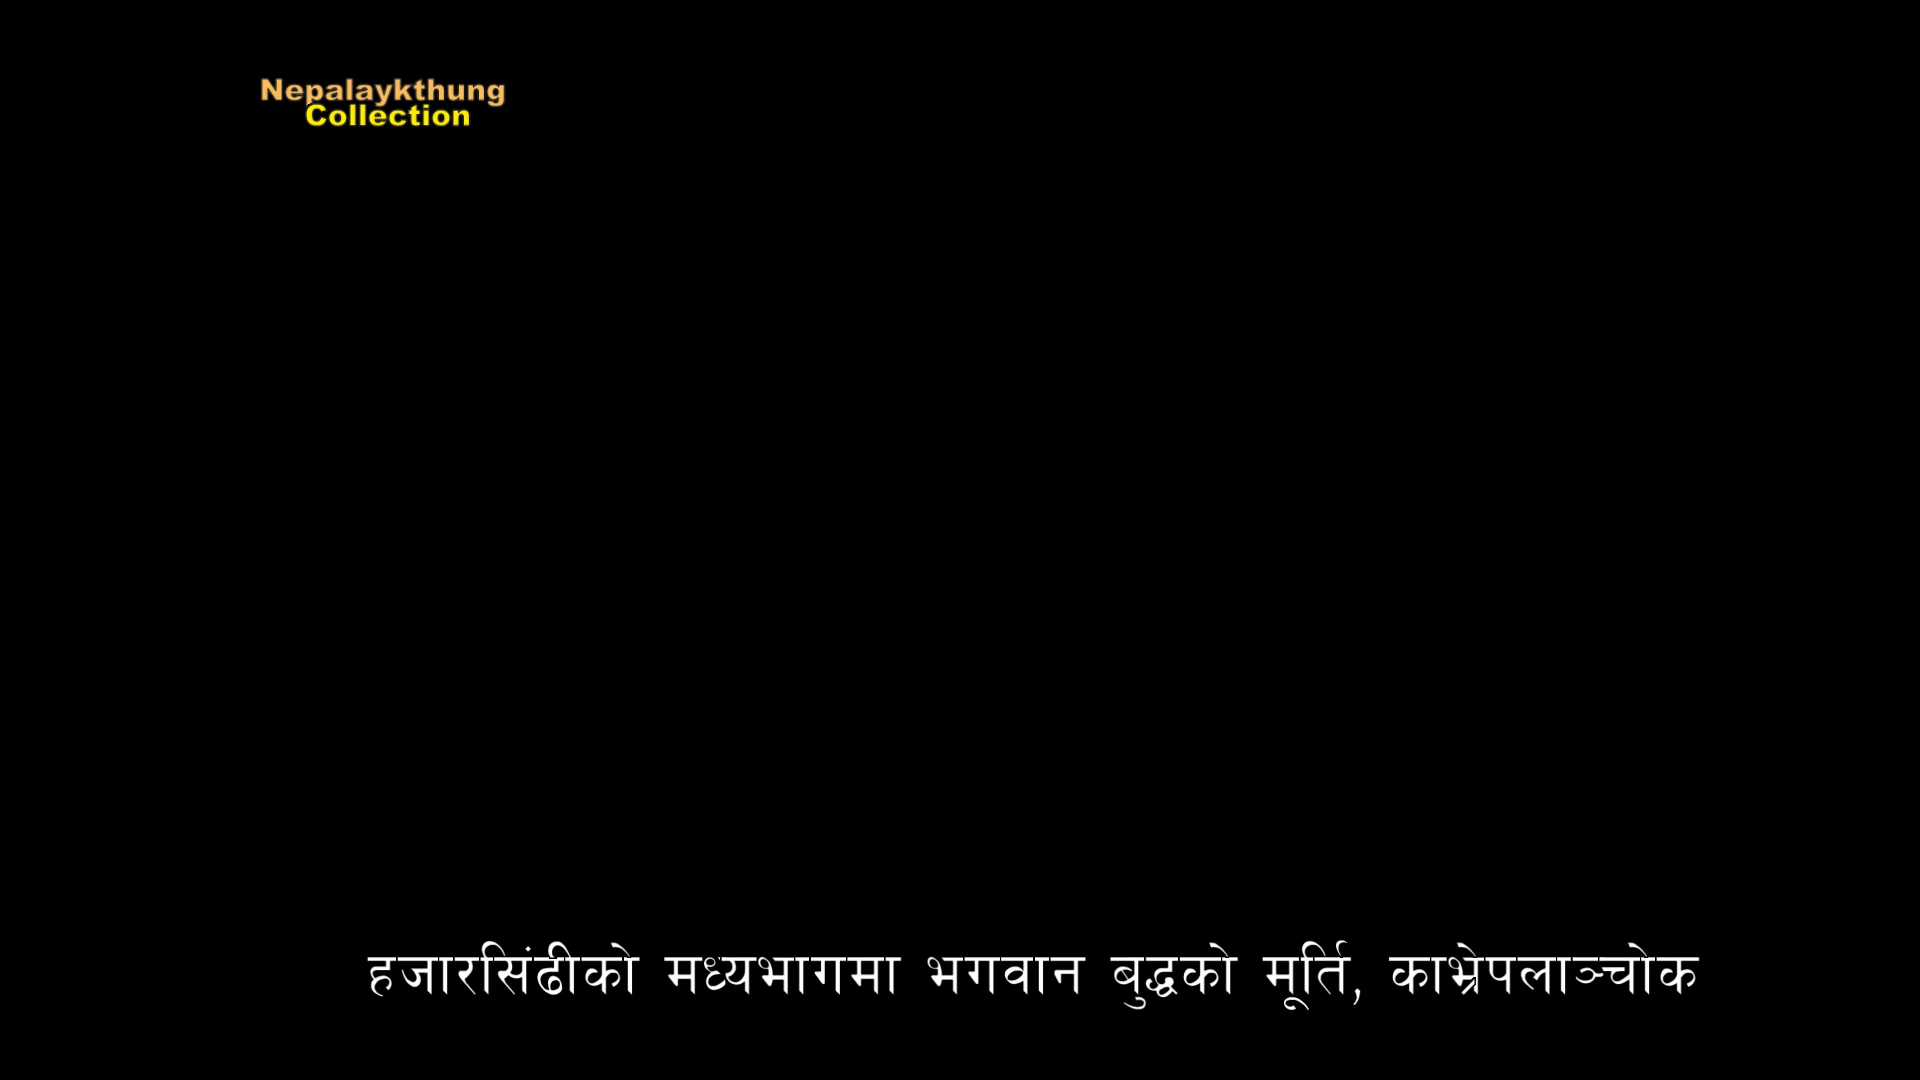 Nepalaykthung
Collection
हजारसिंढीको मध्यभागमा भगवान बुद्धको मूर्ति, काभ्रेपलाञ्चोक